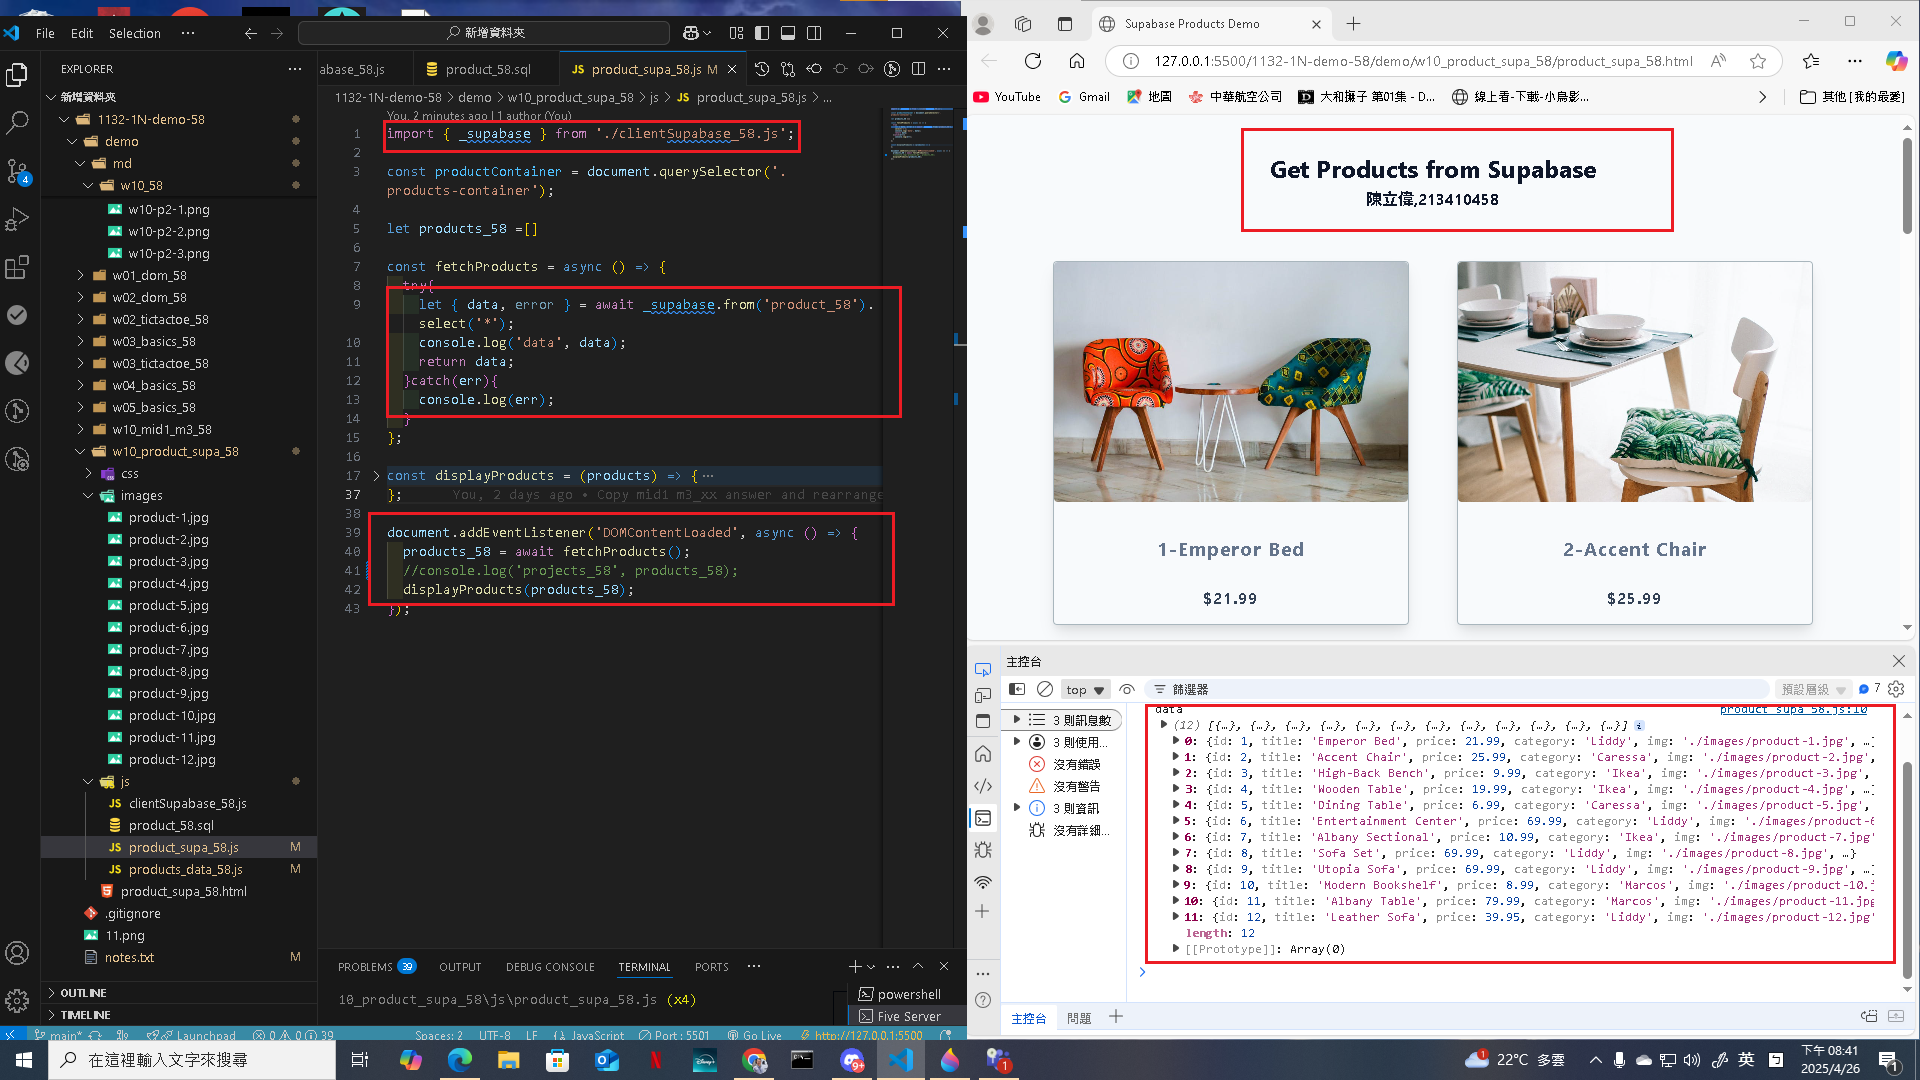 File Edit Selection ··· 新增資料夾
EXPLORER
新增資料夾
1132-1N-demo-58
demo
md
w10_58
w10-p2-1.png
w10-p2-2.png
w10-p2-3.png
w01_dom_58
w02_dom_58
w02_tictactoe_58
w03_basics_58
w03_tictactoe_58
w04_basics_58
w05_basics_58
w10_mid1_m3_58
w10_product_supa_58
css
images
product-1.jpg
product-2.jpg
product-3.jpg
product-4.jpg
product-5.jpg
product-6.jpg
product-7.jpg
product-8.jpg
product-9.jpg
product-10.jpg
product-11.jpg
product-12.jpg
js
clientSupabase_58.js
product_58.sql
product_supa_58.js M
products_data_58.js M
product_supa_58.html
.gitignore
11.png
notes.txt M
OUTLINE
TIMELINE
abase_58.js product_58.sql product_supa_58.js M
1132-1N-demo-58 > demo > w10_product_supa_58 > js > product_supa_58.js > ...
You, 2 minutes ago | 1 author (You)
1 import { _supabase } from './clientSupabase_58.js';
2
3 const productContainer = document.querySelector('.
products-container');
4
5 let products_58 =[]
6
7 const fetchProducts = async () => {
8 try{
9 let { data, error } = await _supabase.from('product_58').
select('*');
10 console.log('data', data);
11 return data;
12 }catch(err){
13 console.log(err);
14 }
15 };
16
17 const displayProducts = (products) => {···
37 }; You, 2 days ago • Copy mid1 m3_xx answer and rearrange
38
39 document.addEventListener('DOMContentLoaded', async () => {
40 products_58 = await fetchProducts();
41 //console.log('projects_58', products_58);
42 displayProducts(products_58);
43 });
PROBLEMS 39 OUTPUT DEBUG CONSOLE TERMINAL PORTS ···
10_product_supa_58\js\product_supa_58.js (x4)
powershell
Five Server
main* Launchpad 0 0 39 Spaces: 2 UTF-8 LF {} JavaScript Port : 5501 Go Live http://127.0.0.1:5500
Supabase Products Demo
127.0.0.1:5500/1132-1N-demo-58/demo/w10_product_supa_58/product_supa_58.html
YouTube Gmail 地圖 中華航空公司 大和撫子 第01集 - D... 線上看-下載-小鳥影... 其他 [我的最愛]
Get Products from Supabase
陳立偉,213410458
1-Emperor Bed
$21.99
2-Accent Chair
$25.99
主控台
top 篩選器 預設層級 7
3 則訊息數
3 則使用...
沒有錯誤
沒有警告
3 則資訊
沒有詳細...
data product_supa_58.js:10
(12) [{…}, {…}, {…}, {…}, {…}, {…}, {…}, {…}, {…}, {…}, {…}, {…}]
0: {id: 1, title: 'Emperor Bed', price: 21.99, category: 'Liddy', img: './images/product-1.jpg', …}
1: {id: 2, title: 'Accent Chair', price: 25.99, category: 'Caressa', img: './images/product-2.jpg',
2: {id: 3, title: 'High-Back Bench', price: 9.99, category: 'Ikea', img: './images/product-3.jpg',
3: {id: 4, title: 'Wooden Table', price: 19.99, category: 'Ikea', img: './images/product-4.jpg', …}
4: {id: 5, title: 'Dining Table', price: 6.99, category: 'Caressa', img: './images/product-5.jpg',
5: {id: 6, title: 'Entertainment Center', price: 69.99, category: 'Liddy', img: './images/product-6
6: {id: 7, title: 'Albany Sectional', price: 10.99, category: 'Ikea', img: './images/product-7.jpg'
7: {id: 8, title: 'Sofa Set', price: 69.99, category: 'Liddy', img: './images/product-8.jpg', …}
8: {id: 9, title: 'Utopia Sofa', price: 69.99, category: 'Liddy', img: './images/product-9.jpg', …}
9: {id: 10, title: 'Modern Bookshelf', price: 8.99, category: 'Marcos', img: './images/product-10.j
10: {id: 11, title: 'Albany Table', price: 79.99, category: 'Marcos', img: './images/product-11.jpg'
11: {id: 12, title: 'Leather Sofa', price: 39.95, category: 'Liddy', img: './images/product-12.jpg'
length: 12
[[Prototype]]: Array(0)
主控台 問題
在這裡輸入文字來搜尋
22°C 多雲 英 下午 08:41
2025/4/26